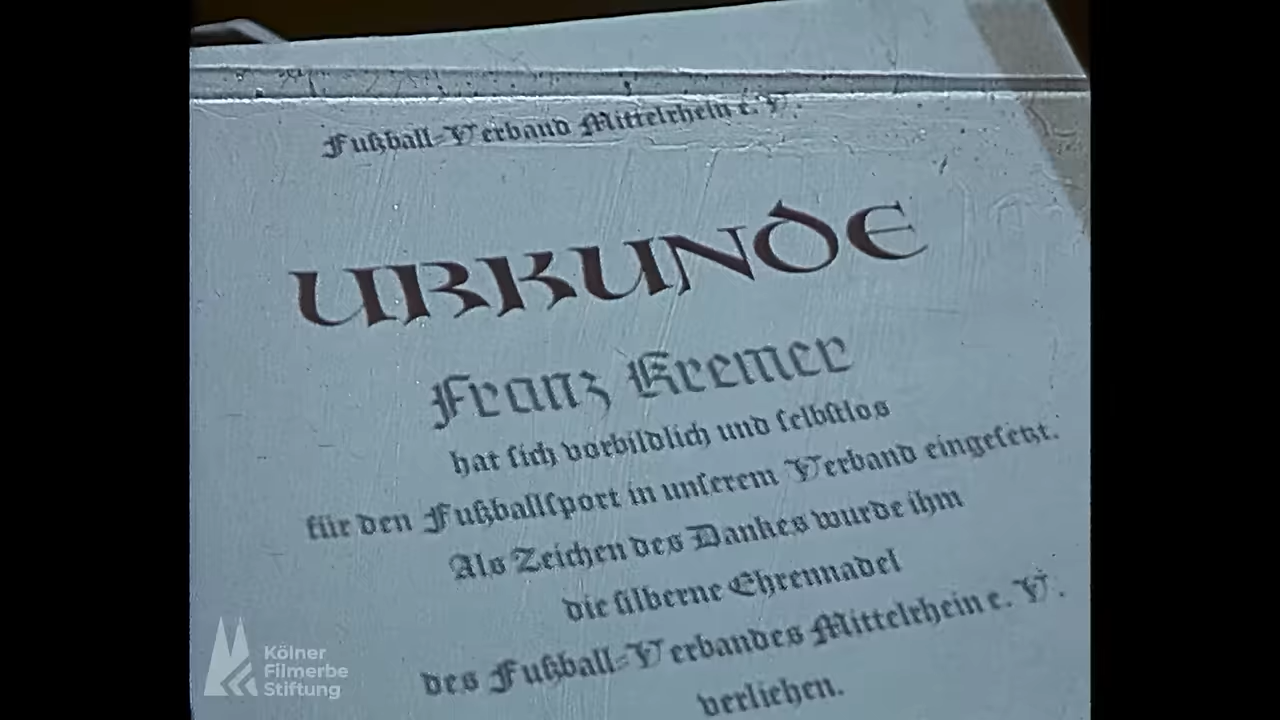 Fußball-Verband Mittelrhein e. V.
URKUNDE
Franz Kremer
hat sich vorbildlich und selbstlos
für den Fußballsport in unserem Verband eingesetzt.
Als Zeichen des Dankes wurde ihm
die silberne Ehrennadel
des Fußball-Verbandes Mittelrhein e. V.
verliehen.
Kölner
Filmerbe
Stiftung